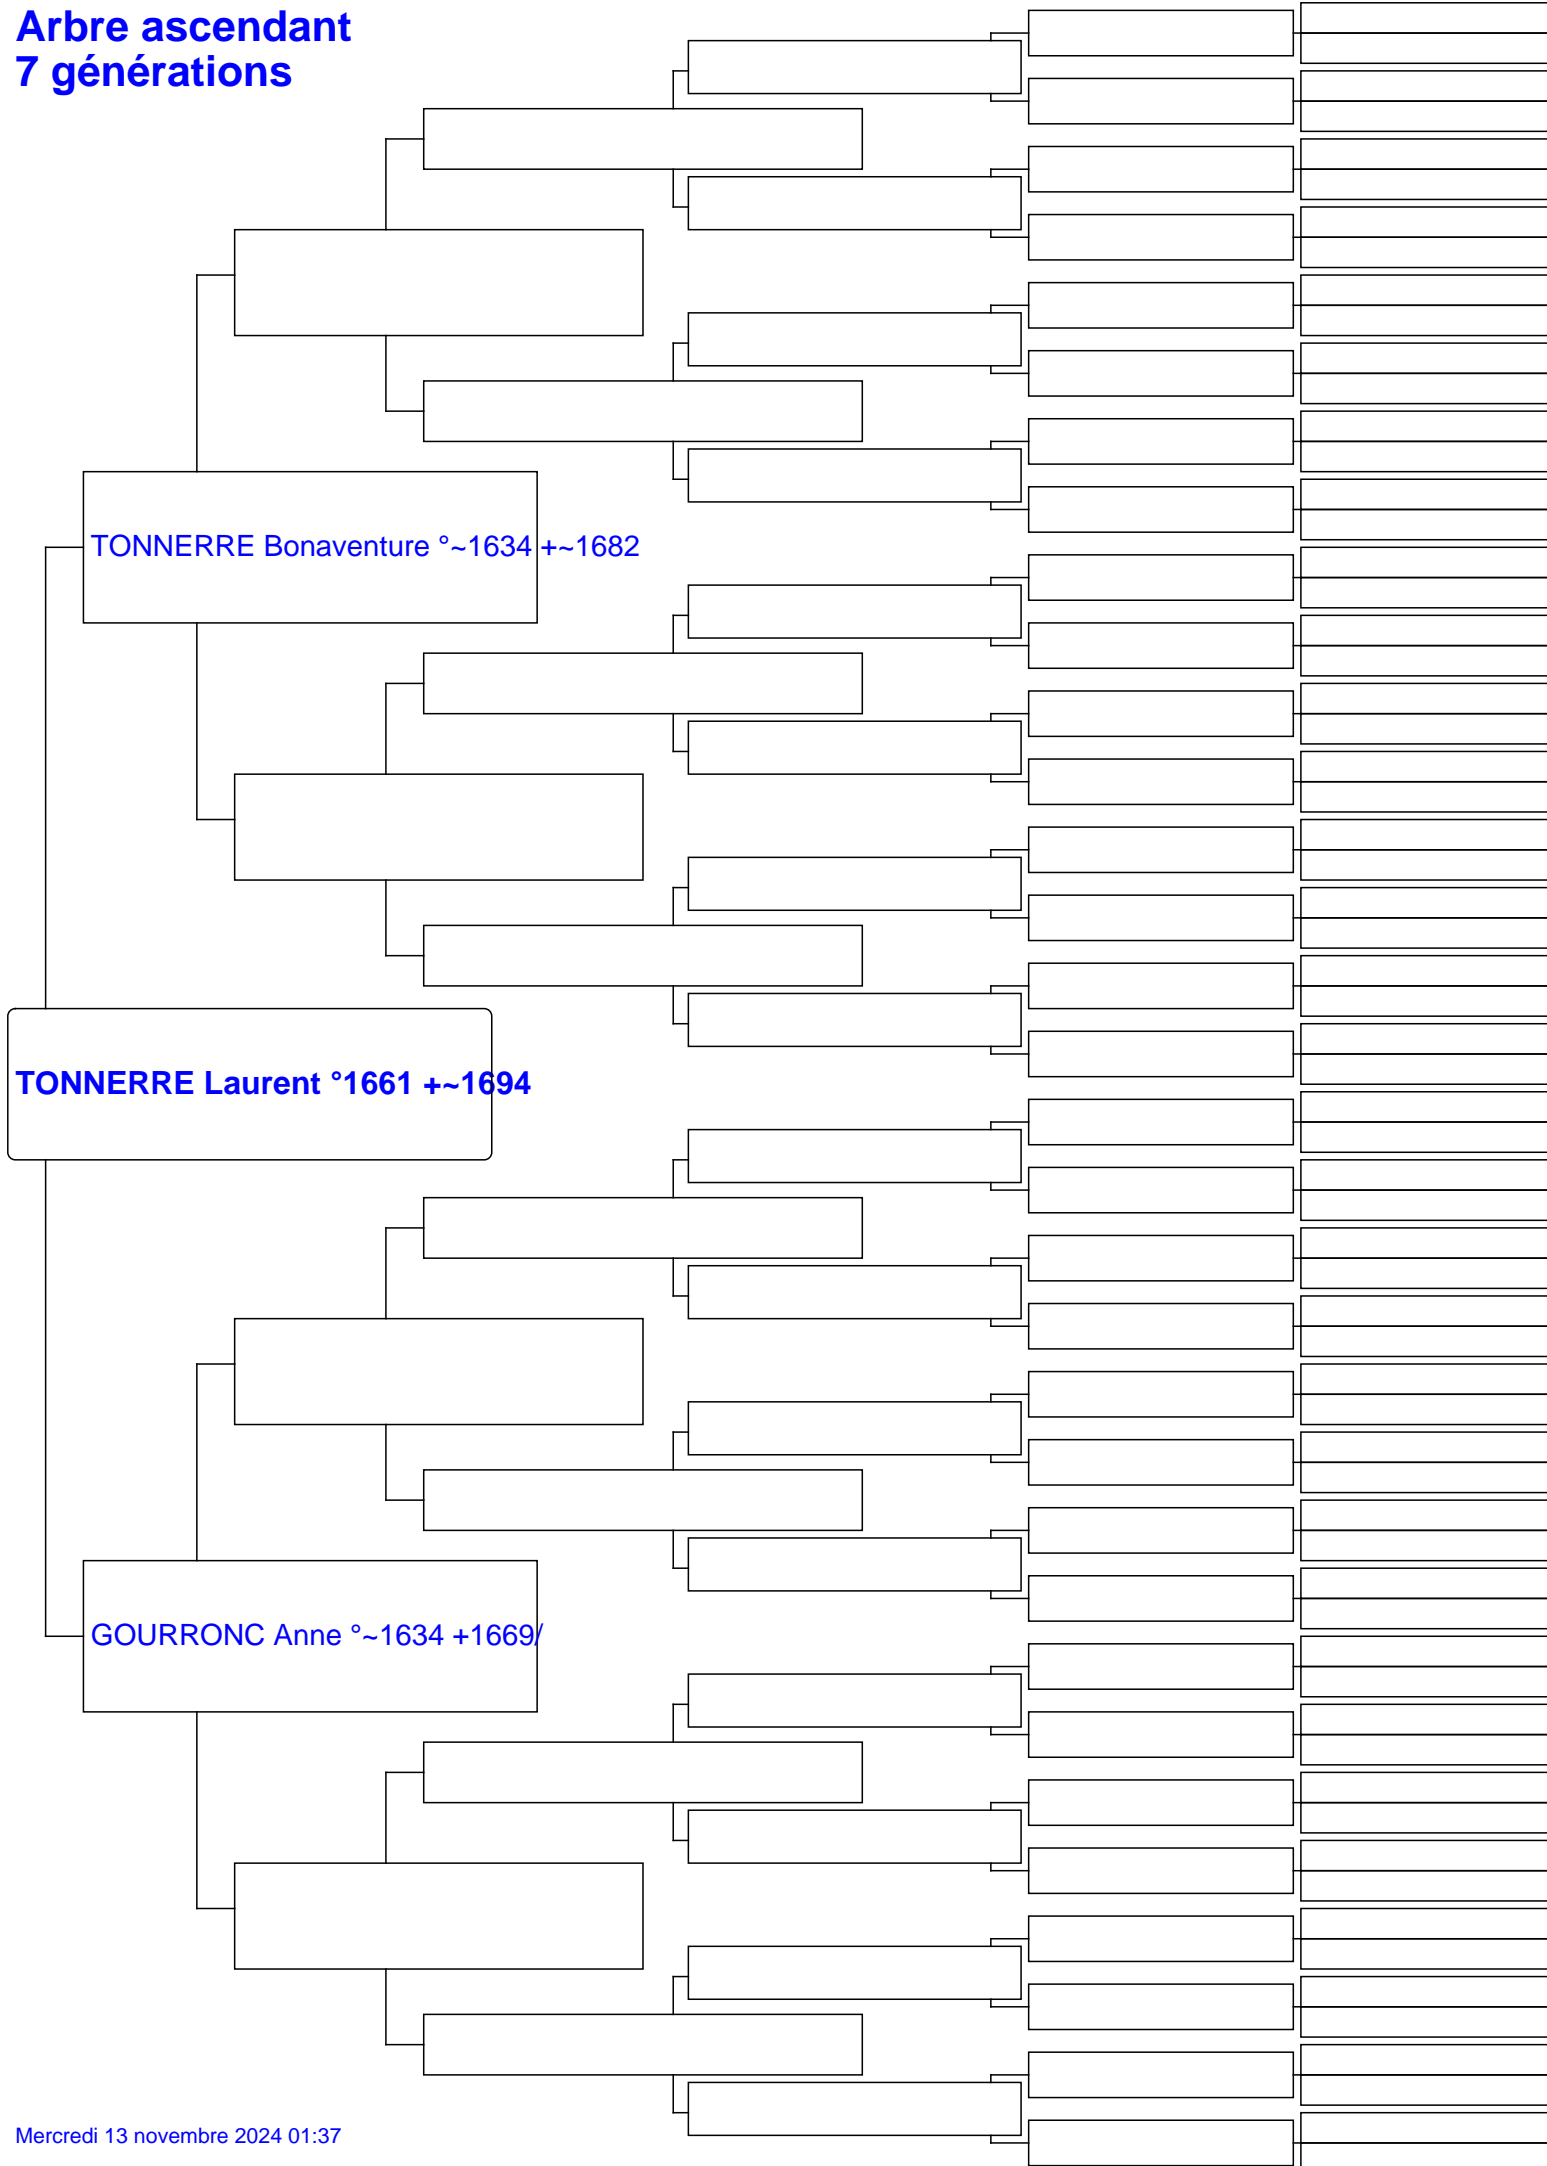 Arbre ascendant
7 générations
TONNERRE Bonaventure °~1634 +~1682
TONNERRE Laurent °1661 +~1694
GOURRONC Anne °~1634 +1669/
Mercredi 13 novembre 2024 01:37